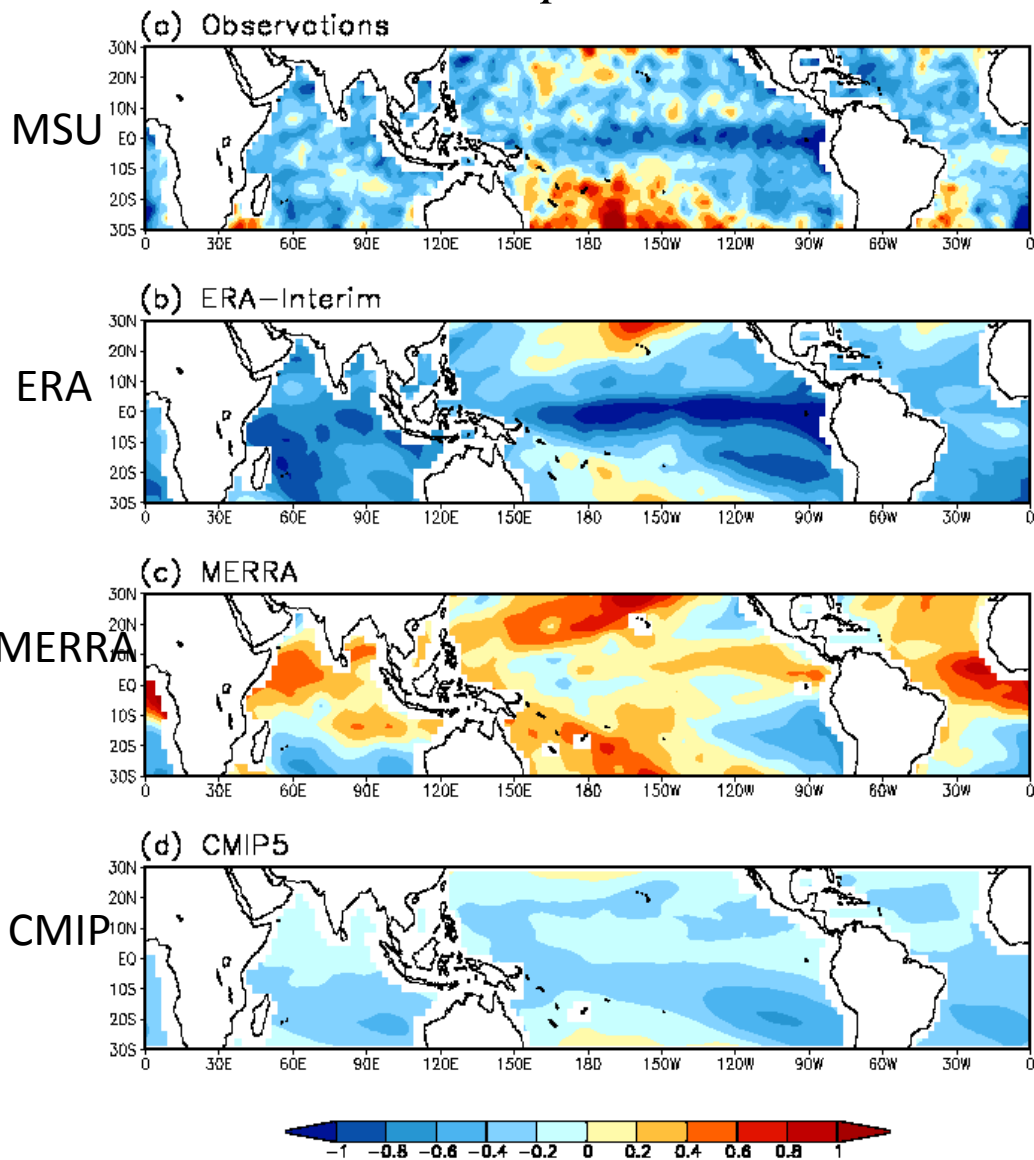 (a) Observations
MSU
30N
20N
10N
EQ
10S
20S
30S
0 30E 60E 90E 120E 150E 180 150W 120W 90W 60W 30W 0
(b) ERA-Interim
ERA
30N
20N
10N
EQ
10S
20S
30S
0 30E 60E 90E 120E 150E 180 150W 120W 90W 60W 30W 0
(c) MERRA
MERRA
30N
20N
10N
EQ
10S
20S
30S
0 30E 60E 90E 120E 150E 180 150W 120W 90W 60W 30W 0
(d) CMIP5
CMIP
30N
20N
10N
EQ
10S
20S
30S
0 30E 60E 90E 120E 150E 180 150W 120W 90W 60W 30W 0
-1 -0.8 -0.6 -0.4 -0.2 0 0.2 0.4 0.6 0.8 1